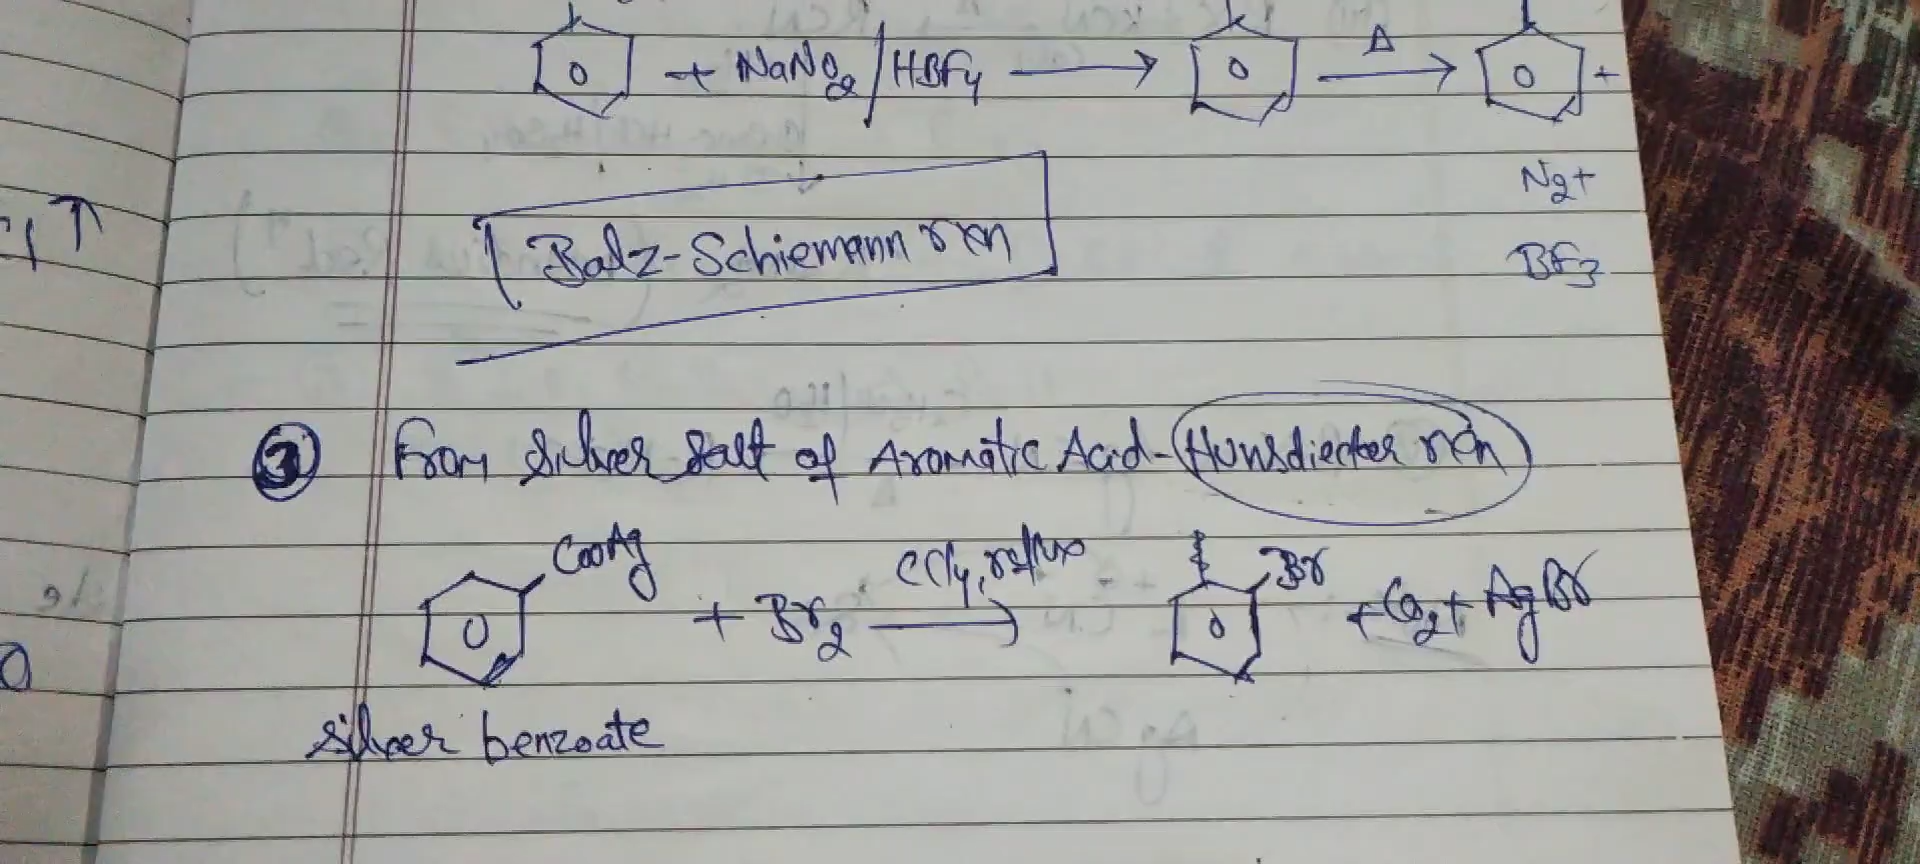 + NaNO2/HBF4 ⟶ Δ ⟶ +
N2+
BF3
Balz-Schiemann rxn
3 From Silver Salt of Aromatic Acid-Hunsdiecker rxn
COOAg + Br2 CCl4, reflux ⟶ Br + CO2 + AgBr
Silver benzoate